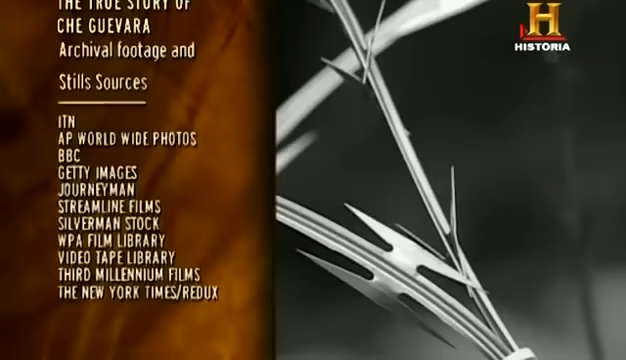 THE TRUE STORY OF
CHE GUEVARA
Archival footage and
Stills Sources
ITN
AP WORLD WIDE PHOTOS
BBC
GETTY IMAGES
JOURNEYMAN
STREAMLINE FILMS
SILVERMAN STOCK
WPA FILM LIBRARY
VIDEO TAPE LIBRARY
THIRD MILLENNIUM FILMS
THE NEW YORK TIMES/REDUX
H
HISTORIA